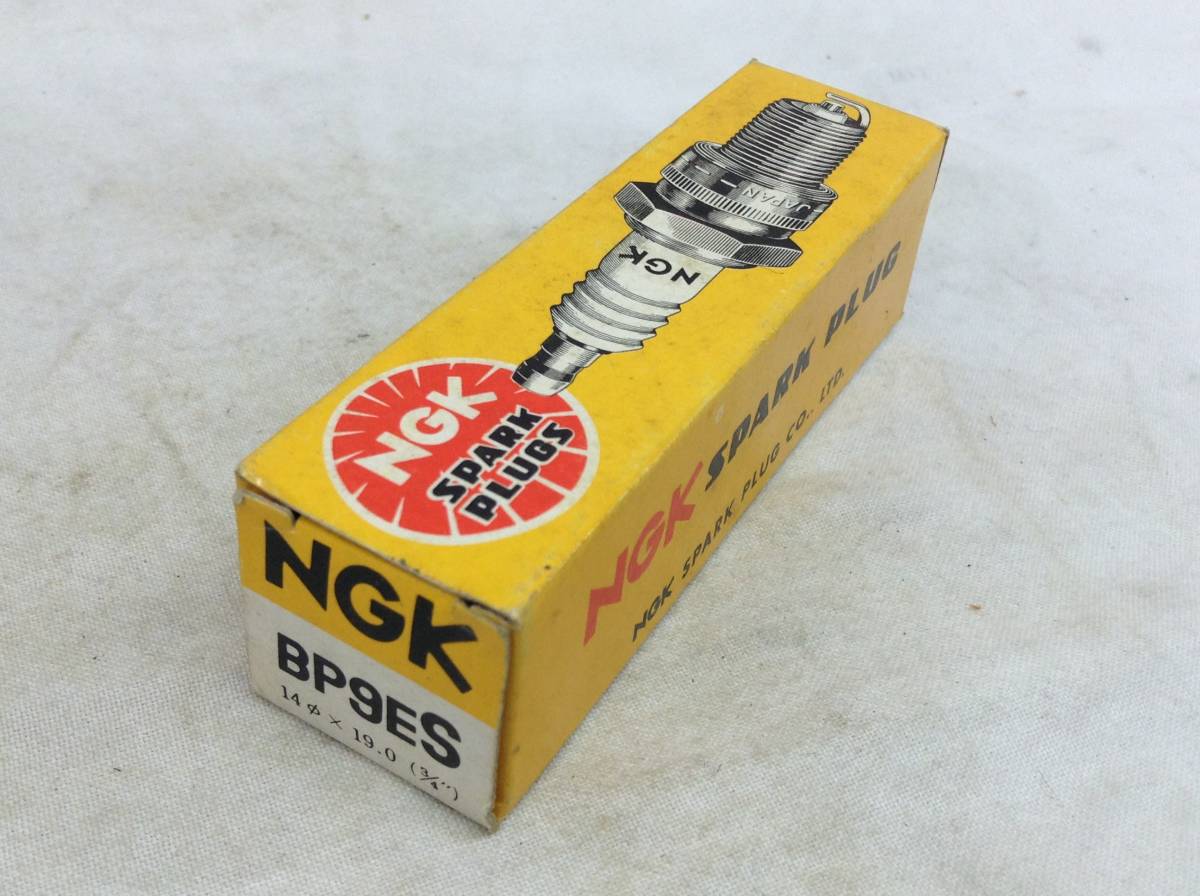 JAPAN
NGK
NGK
SPARK
PLUGS
NGK SPARK PLUG
NGK SPARK PLUG CO., LTD.
NGK
BP9ES
14 ø × 19.0 (3/4")